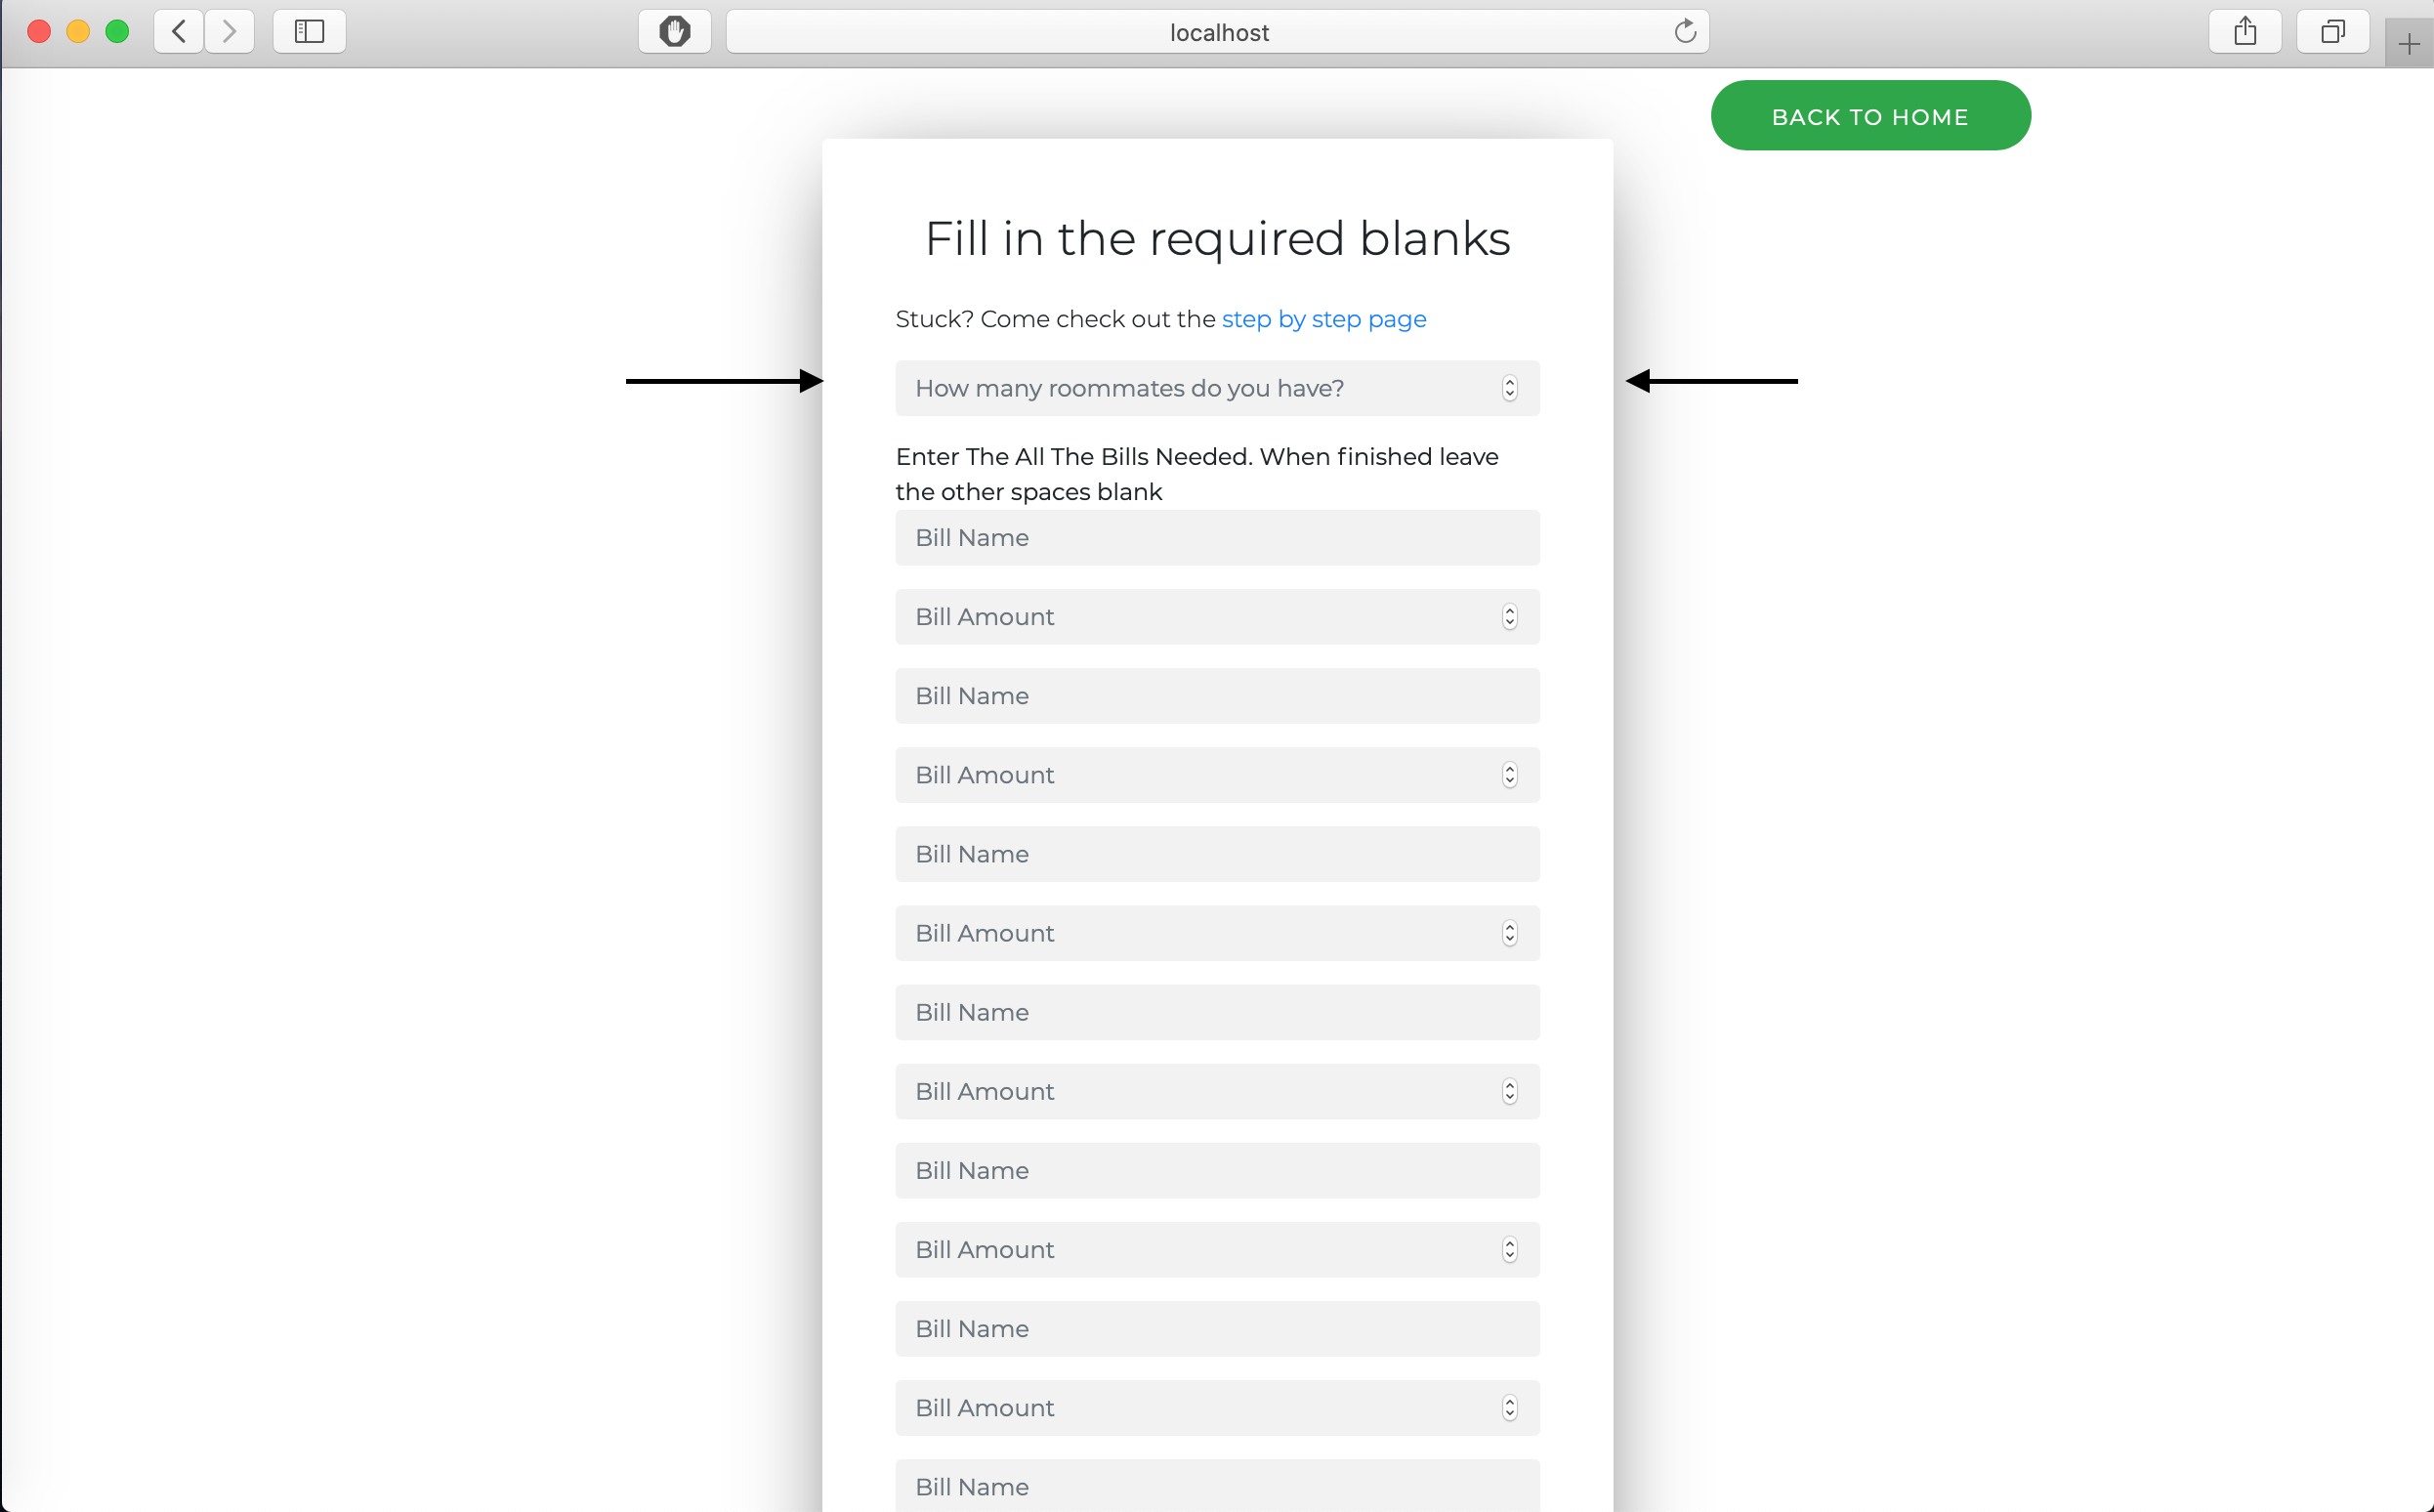 localhost
BACK TO HOME
Fill in the required blanks
Stuck? Come check out the step by step page
How many roommates do you have?
Enter The All The Bills Needed. When finished leave
the other spaces blank
Bill Name
Bill Amount
Bill Name
Bill Amount
Bill Name
Bill Amount
Bill Name
Bill Amount
Bill Name
Bill Amount
Bill Name
Bill Amount
Bill Name